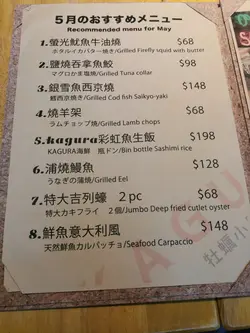 5月のおすすめメニュー
Recommended menu for May
1.螢光魷魚牛油燒 $68
ホタルイカバター焼き/Grilled Firefly squid with butter
2.鹽燒吞拿魚鮫 $98
マグロかま塩焼/Grilled Tuna collar
3.銀雪魚西京燒 $148
鱈西京焼き/Grilled Cod fish Saikyo-yaki
4.燒羊架 $68
ラムチョップ焼/Grilled Lamb chops
5.kagura彩虹魚生飯 $198
KAGURA海鮮 瓶ドン/Bin bottle Sashimi rice
6.浦燒鰻魚 $128
うなぎの蒲焼/Grilled Eel
7.特大吉列蠔 2 pc $68
特大カキフライ 2個/Jumbo Deep fried cutlet oyster
8.鮮魚意大利風 $148
天然鮮魚カルパッチョ/Seafood Carpaccio
KAGU
牡蠣小